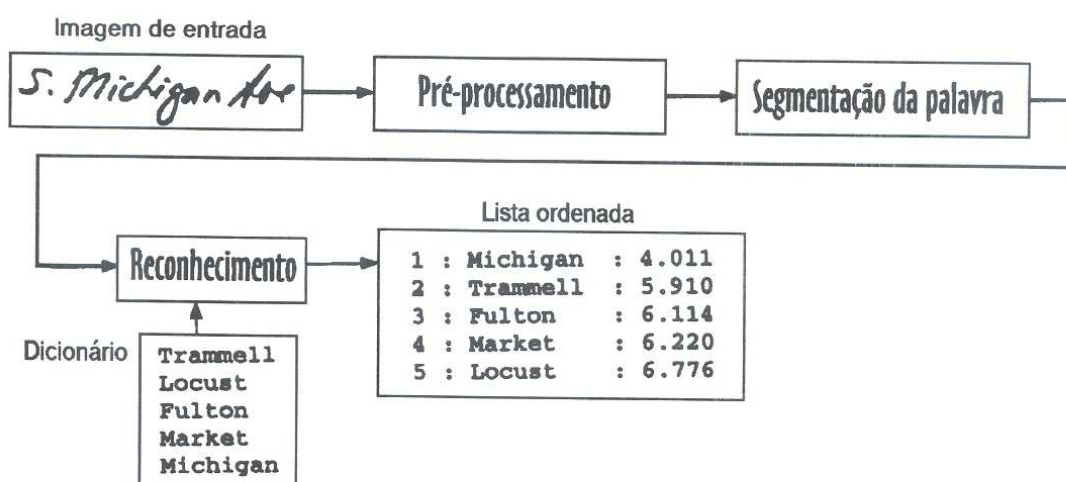 Imagem de entrada
S. Michigan Ave
Pré-processamento
Segmentação da palavra
Lista ordenada
Reconhecimento
1 : Michigan : 4.011
2 : Trammell : 5.910
3 : Fulton : 6.114
4 : Market : 6.220
5 : Locust : 6.776
Dicionário
Trammell
Locust
Fulton
Market
Michigan